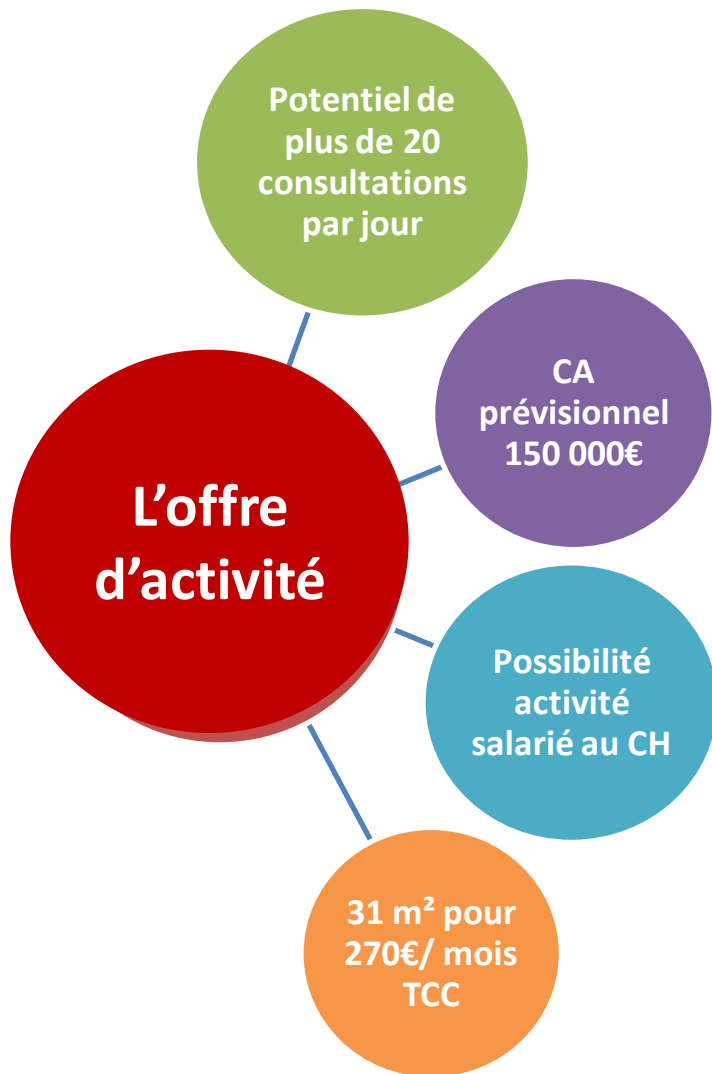 Potentiel de
plus de 20
consultations
par jour
CA
prévisionnel
150 000€
L’offre
d’activité
Possibilité
activité
salarié au CH
31 m² pour
270€/ mois
TCC